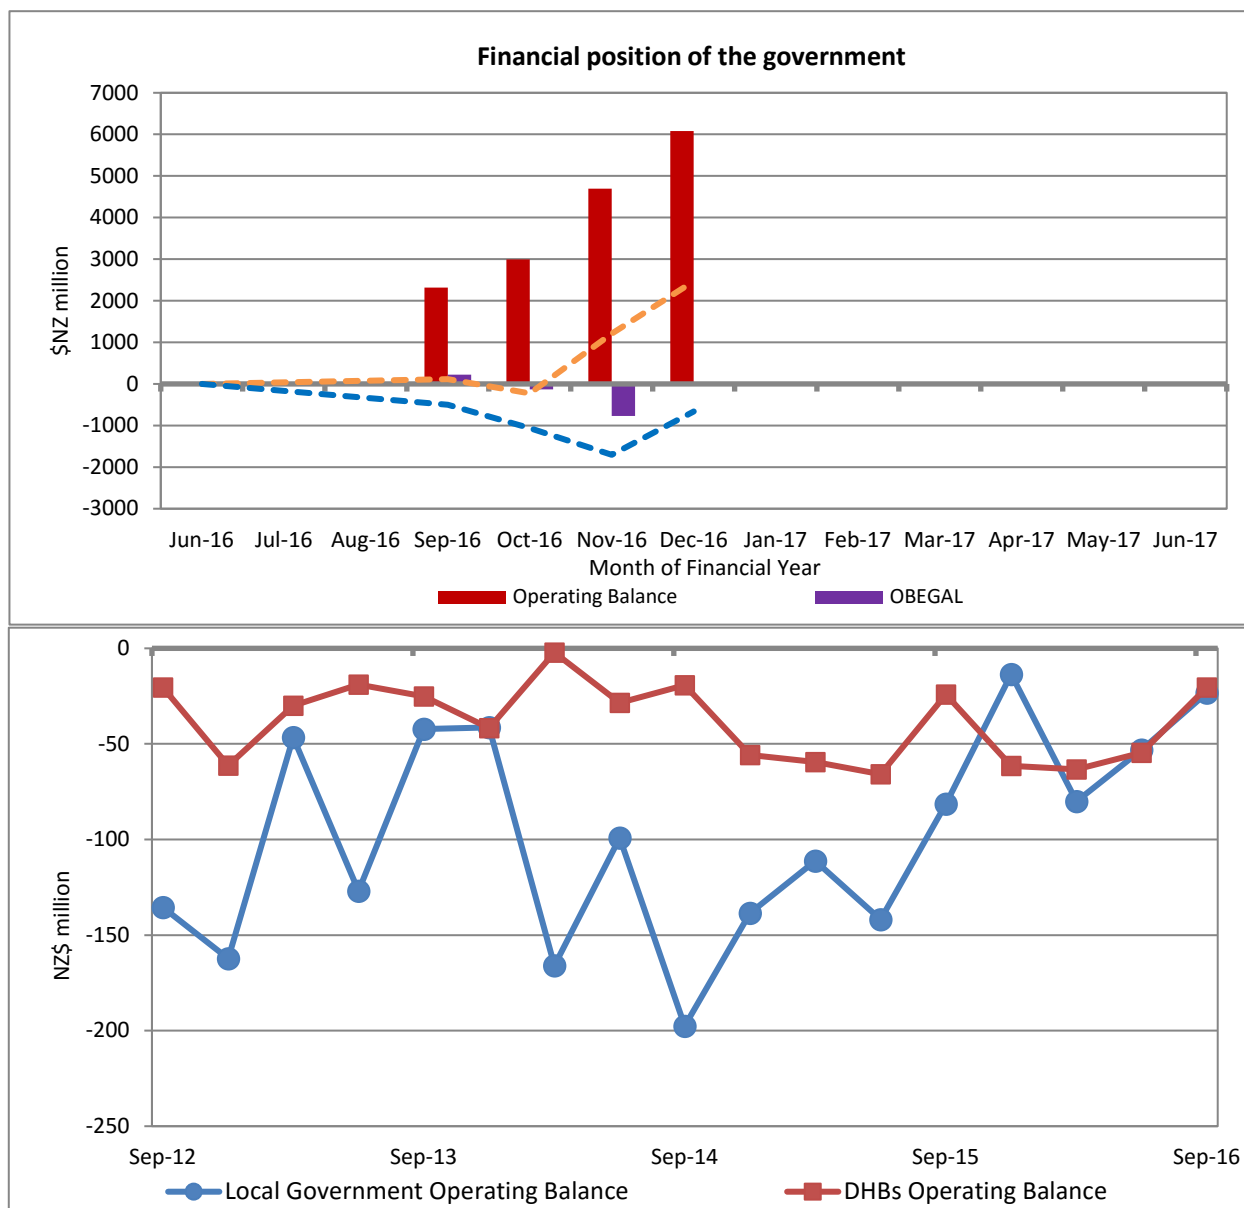 Financial position of the government
7000
6000
5000
4000
3000
2000
1000
0
-1000
-2000
-3000
$NZ million
Jun-16 Jul-16 Aug-16 Sep-16 Oct-16 Nov-16 Dec-16 Jan-17 Feb-17 Mar-17 Apr-17 May-17 Jun-17
Month of Financial Year
Operating Balance OBEGAL
0
-50
-100
-150
-200
-250
NZ$ million
Sep-12 Sep-13 Sep-14 Sep-15 Sep-16
Local Government Operating Balance DHBs Operating Balance